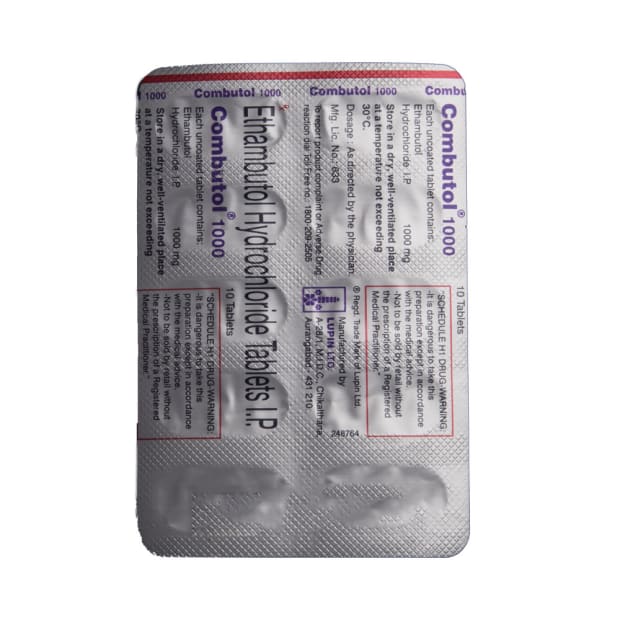 1000 Combutol 1000 Combutol 1000 Combu
Combutol® 1000
10 Tablets
Each uncoated tablet contains:
Ethambutol
Hydrochloride I.P. 1000 mg
Store in a dry, well-ventilated place
at a temperature not exceeding
30°C.
Dosage : As directed by the physician.
Mfg. Lic. No.: 833
To report product complaint or Adverse Drug
reaction dial Toll Free no.: 1800-209-2505
"SCHEDULE H1 DRUG-WARNING:
-It is dangerous to take this
preparation except in accordance
with the medical advice.
-Not to be sold by retail without
the prescription of a Registered
Medical Practitioner."
® Regd. Trade Mark of Lupin Ltd.
Manufactured by
LUPIN LTD.
A-28/1, M.I.D.C., Chikalthana,
Aurangabad - 431 210.
248764
Rx
Ethambutol Hydrochloride Tablets I.P.
Combutol® 1000
10 Tablets
Each uncoated tablet contains:
Ethambutol
Hydrochloride I.P. 1000 mg
Store in a dry, well-ventilated place
at a temperature not exceeding
"SCHEDULE H1 DRUG-WARNING:
-It is dangerous to take this
preparation except in accordance
with the medical advice.
-Not to be sold by retail without
the prescription of a Registered
Medical Practitioner."